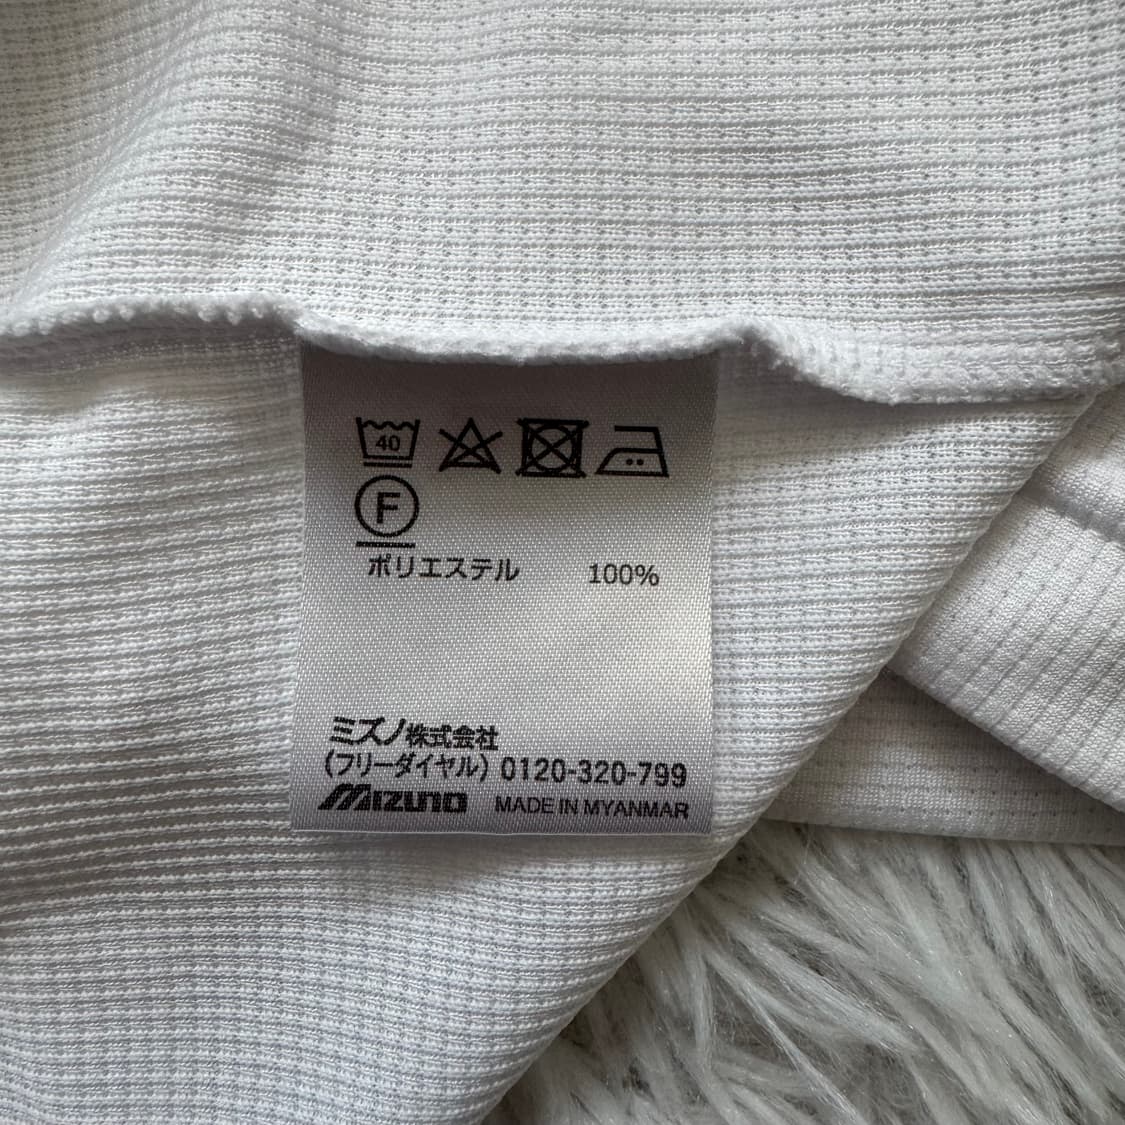 40
F
ポリエステル 100%
ミズノ株式会社
(フリーダイヤル) 0120-320-799
MIZUNO MADE IN MYANMAR